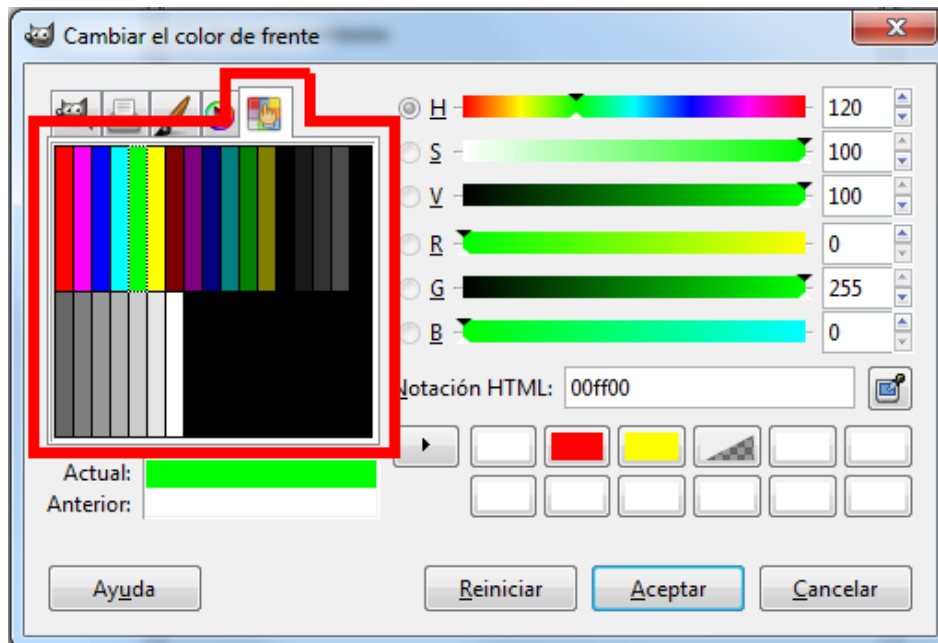 Cambiar el color de frente
H 120
S 100
V 100
R 0
G 255
B 0
Notación HTML: 00ff00
Actual:
Anterior:
Ayuda Reiniciar Aceptar Cancelar